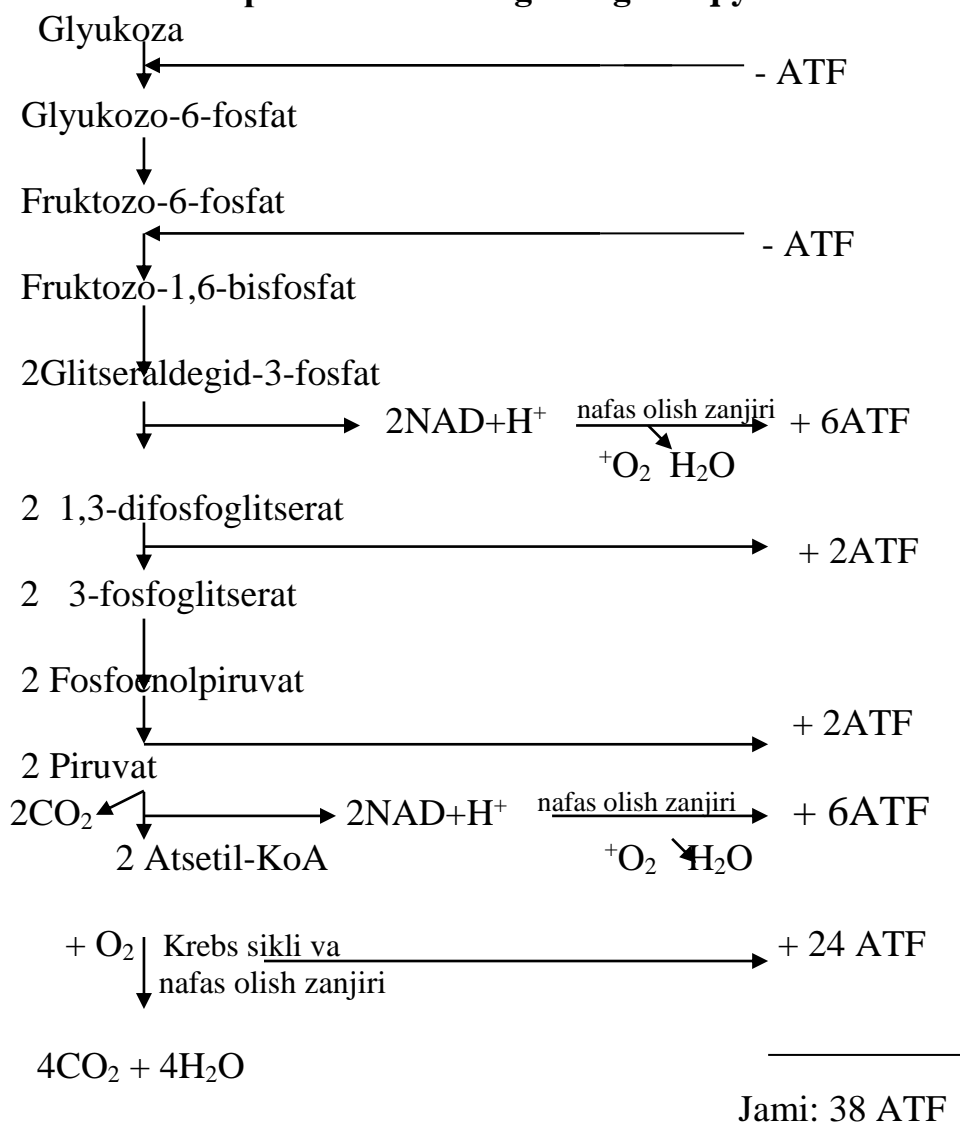 Glyukoza
- ATF
Glyukozo-6-fosfat
Fruktozo-6-fosfat
- ATF
Fruktozo-1,6-bisfosfat
2Glitseraldegid-3-fosfat
2NAD+H⁺ nafas olish zanjiri + 6ATF
⁺O₂ H₂O
2 1,3-difosfoglitserat
+ 2ATF
2 3-fosfoglitserat
2 Fosfoenolpiruvat
+ 2ATF
2 Piruvat
2CO₂ 2NAD+H⁺ nafas olish zanjiri + 6ATF
2 Atsetil-KoA ⁺O₂ H₂O
+ O₂ Krebs sikli va + 24 ATF
nafas olish zanjiri
4CO₂ + 4H₂O
Jami: 38 ATF